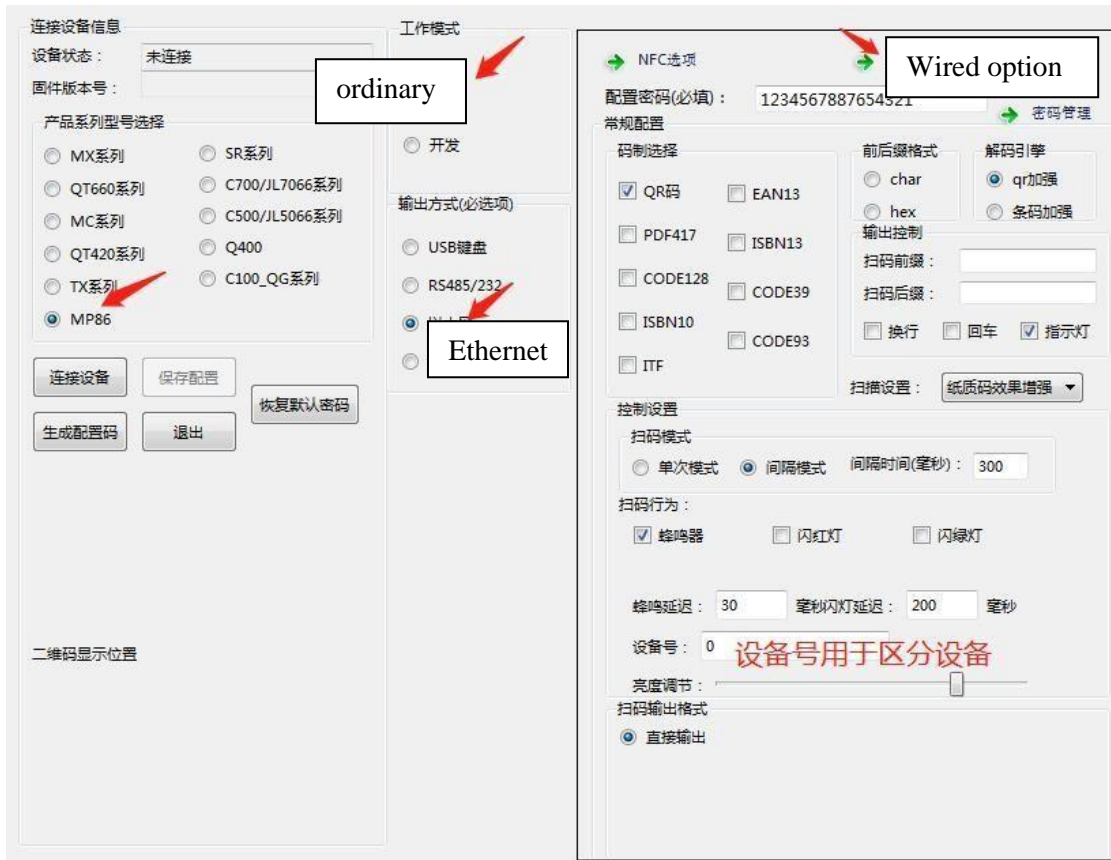 连接设备信息
设备状态： 未连接
固件版本号：
产品系列型号选择
MX系列 SR系列
QT660系列 C700/JL7066系列
MC系列 C500/JL5066系列
QT420系列 Q400
TX系列 C100_QG系列
MP86
连接设备 保存配置
恢复默认密码
生成配置码 退出
二维码显示位置
工作模式
ordinary
开发
输出方式(必选项)
USB键盘
RS485/232
Ethernet
NFC选项
Wired option
配置密码(必填)： 1234567887654321
密码管理
常规配置
码制选择
QR码 EAN13
PDF417 ISBN13
CODE128 CODE39
ISBN10 CODE93
ITF
前后缀格式
char
hex
解码引擎
qr加强
条码加强
输出控制
扫码前缀：
扫码后缀：
换行 回车 指示灯
扫描设置： 纸质码效果增强
控制设置
扫码模式
单次模式 间隔模式 间隔时间(毫秒)： 300
扫码行为：
蜂鸣器 闪红灯 闪绿灯
蜂鸣延迟： 30 毫秒闪灯延迟： 200 毫秒
设备号： 0
设备号用于区分设备
亮度调节：
扫码输出格式
直接输出